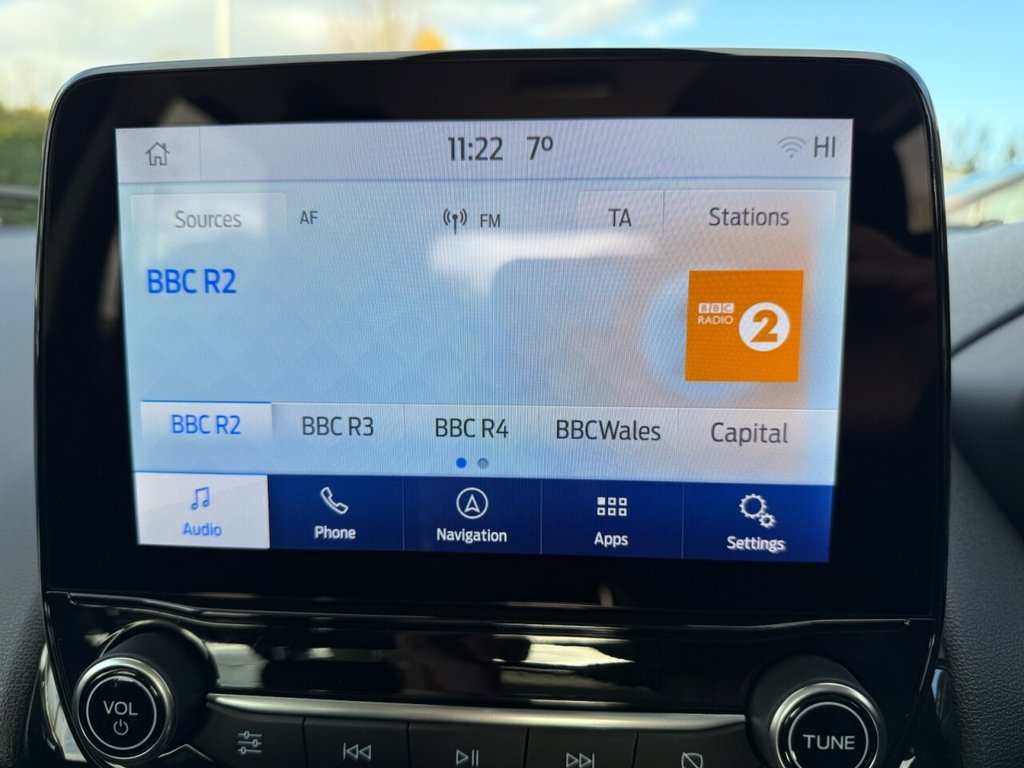 11:22 7º HI
Sources AF FM TA Stations
BBC R2
BBC
RADIO 2
BBC R2 BBC R3 BBC R4 BBCWales Capital
Audio Phone Navigation Apps Settings
VOL
TUNE